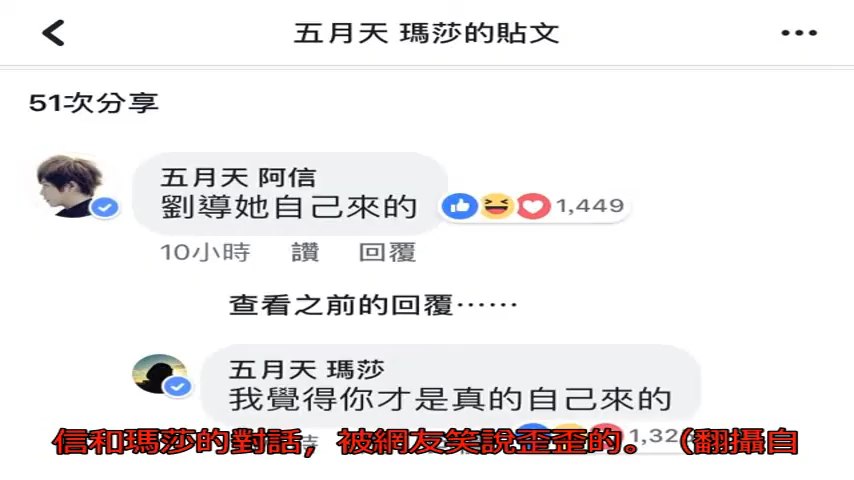 五月天 瑪莎的貼文
51次分享
五月天 阿信
劉導她自己來的
1,449
10小時 讚 回覆
查看之前的回覆……
五月天 瑪莎
我覺得你才是真的自己來的
信和瑪莎的對話，被網友笑說歪歪的。（翻攝自